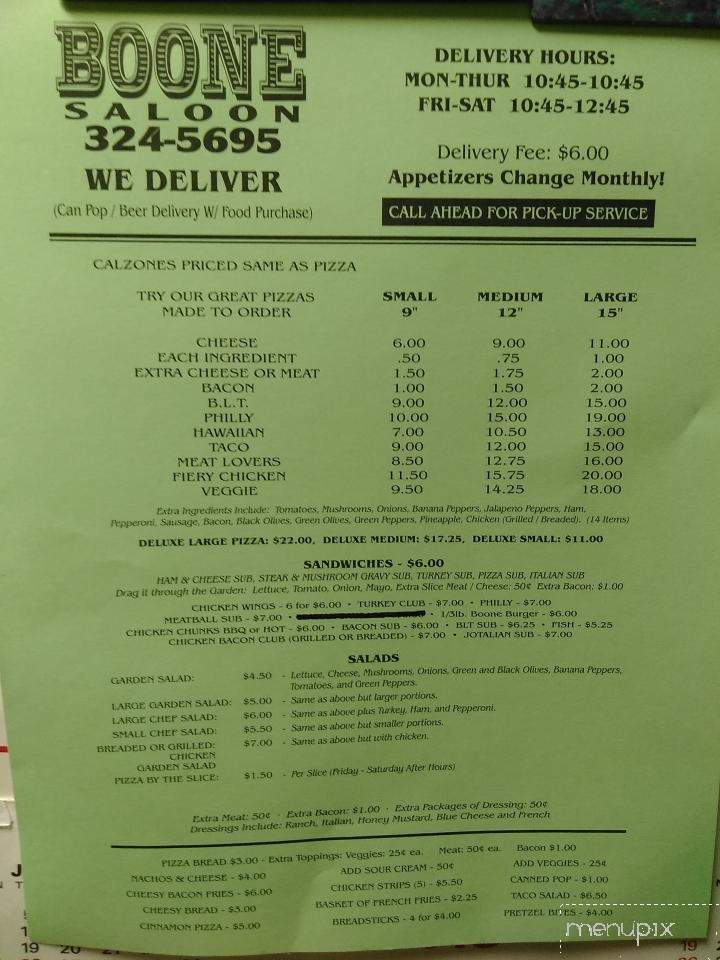 BOONE
SALOON
324-5695
WE DELIVER
(Can Pop / Beer Delivery W/ Food Purchase)
DELIVERY HOURS:
MON-THUR 10:45-10:45
FRI-SAT 10:45-12:45
Delivery Fee: $6.00
Appetizers Change Monthly!
CALL AHEAD FOR PICK-UP SERVICE
CALZONES PRICED SAME AS PIZZA
TRY OUR GREAT PIZZAS SMALL MEDIUM LARGE
MADE TO ORDER 9" 12" 15"
CHEESE 6.00 9.00 11.00
EACH INGREDIENT .50 .75 1.00
EXTRA CHEESE OR MEAT 1.50 1.75 2.00
BACON 1.00 1.50 2.00
B.L.T. 9.00 12.00 15.00
PHILLY 10.00 15.00 19.00
HAWAIIAN 7.00 10.50 13.00
TACO 9.00 12.00 15.00
MEAT LOVERS 8.50 12.75 16.00
FIERY CHICKEN 11.50 15.75 20.00
VEGGIE 9.50 14.25 18.00
Extra Ingredients Include: Tomatoes, Mushrooms, Onions, Banana Peppers, Jalapeno Peppers, Ham,
Pepperoni, Sausage, Bacon, Black Olives, Green Olives, Green Peppers, Pineapple, Chicken (Grilled / Breaded). (14 Items)
DELUXE LARGE PIZZA: $22.00, DELUXE MEDIUM: $17.25, DELUXE SMALL: $11.00
SANDWICHES - $6.00
HAM & CHEESE SUB, STEAK & MUSHROOM GRAVY SUB, TURKEY SUB, PIZZA SUB, ITALIAN SUB
Drag it through the Garden: Lettuce, Tomato, Onion, Mayo, Extra Slice Meat / Cheese: 50¢ Extra Bacon: $1.00
CHICKEN WINGS - 6 for $6.00 • TURKEY CLUB - $7.00 • PHILLY - $7.00
MEATBALL SUB - $7.00 • • 1/3lb. Boone Burger - $6.00
CHICKEN CHUNKS BBQ or HOT - $6.00 • BACON SUB - $6.00 • BLT SUB - $6.25 • FISH - $5.25
CHICKEN BACON CLUB (GRILLED OR BREADED) - $7.00 • JOTALIAN SUB - $7.00
SALADS
GARDEN SALAD: $4.50 - Lettuce, Cheese, Mushrooms, Onions, Green and Black Olives, Banana Peppers,
Tomatoes, and Green Peppers.
LARGE GARDEN SALAD: $5.00 - Same as above but larger portions.
LARGE CHEF SALAD: $6.00 - Same as above plus Turkey, Ham, and Pepperoni.
SMALL CHEF SALAD: $5.50 - Same as above but smaller portions.
BREADED OR GRILLED: $7.00 - Same as above but with chicken.
CHICKEN
GARDEN SALAD
PIZZA BY THE SLICE: $1.50 - Per Slice (Friday - Saturday After Hours)
Extra Meat: 50¢ · Extra Bacon: $1.00 · Extra Packages of Dressing: 50¢
Dressings Include: Ranch, Italian, Honey Mustard, Blue Cheese and French
PIZZA BREAD $3.00 - Extra Toppings: Veggies: 25¢ ea. Meat: 50¢ ea. Bacon $1.00
NACHOS & CHEESE - $4.00 ADD SOUR CREAM - 50¢ ADD VEGGIES - 25¢
CHEESY BACON FRIES - $6.00 CHICKEN STRIPS (5) - $5.50 CANNED POP - $1.00
CHEESY BREAD - $3.00 BASKET OF FRENCH FRIES - $2.25 TACO SALAD - $6.50
CINNAMON PIZZA - $5.00 BREADSTICKS - 4 for $4.00 PRETZEL BITES - $4.00
menupix
19 20 21
19